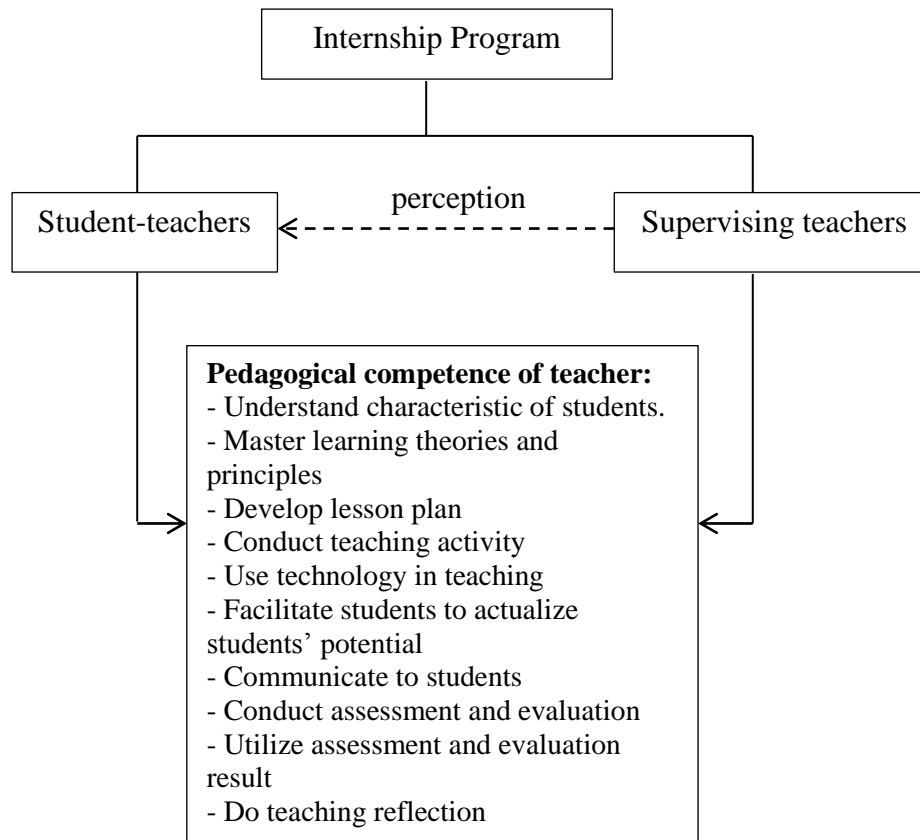 Internship Program
perception
Student-teachers
Supervising teachers
Pedagogical competence of teacher:
- Understand characteristic of students.
- Master learning theories and
principles
- Develop lesson plan
- Conduct teaching activity
- Use technology in teaching
- Facilitate students to actualize
students’ potential
- Communicate to students
- Conduct assessment and evaluation
- Utilize assessment and evaluation
result
- Do teaching reflection